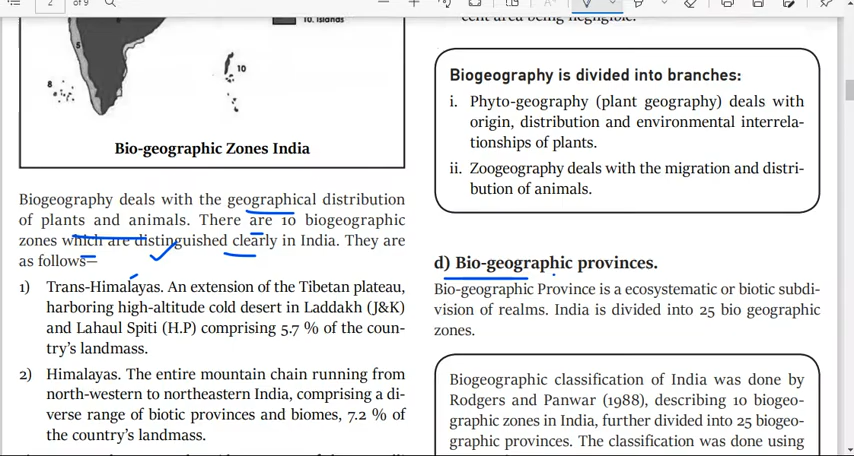 2 of 9
10. Islands
5
8
10
Bio-geographic Zones India
Biogeography deals with the geographical distribution
of plants and animals. There are 10 biogeographic
zones which are distinguished clearly in India. They are
as follows—
1) Trans-Himalayas. An extension of the Tibetan plateau,
harboring high-altitude cold desert in Laddakh (J&K)
and Lahaul Spiti (H.P) comprising 5.7 % of the coun-
try's landmass.
2) Himalayas. The entire mountain chain running from
north-western to northeastern India, comprising a di-
verse range of biotic provinces and biomes, 7.2 % of
the country's landmass.
cent area being negligible.
Biogeography is divided into branches:
i. Phyto-geography (plant geography) deals with
origin, distribution and environmental interrela-
tionships of plants.
ii. Zoogeography deals with the migration and distri-
bution of animals.
d) Bio-geographic provinces.
Bio-geographic Province is a ecosystematic or biotic subdi-
vision of realms. India is divided into 25 bio geographic
zones.
Biogeographic classification of India was done by
Rodgers and Panwar (1988), describing 10 biogeo-
graphic zones in India, further divided into 25 biogeo-
graphic provinces. The classification was done using